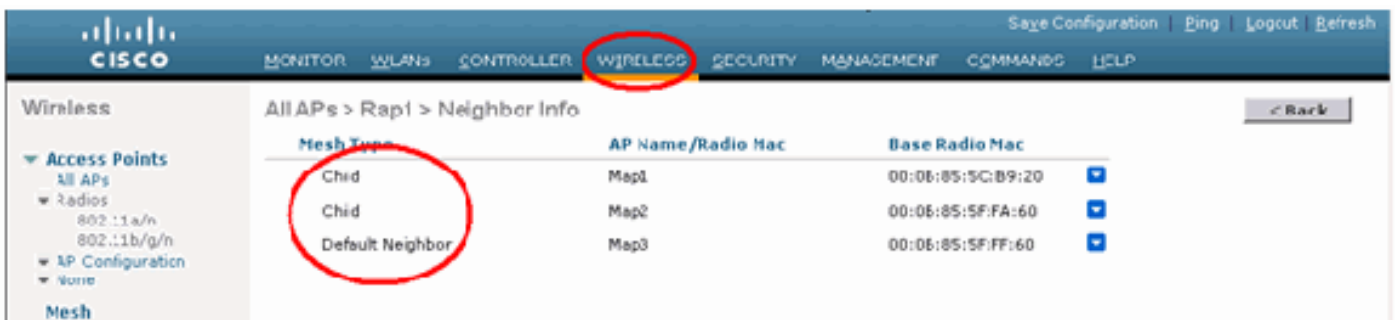 Save Configuration | Ping | Logout | Refresh
CISCO
MONITOR WLANs CONTROLLER WIRELESS SECURITY MANAGEMENT COMMANDS HELP
Wireless
All APs > Rap1 > Neighbor Info
< Back
Access Points
All APs
Radios
802.11a/n
802.11b/g/n
AP Configuration
None
Mesh
Mesh Type AP Name/Radio Mac Base Radio Mac
Child Map1 00:0B:85:5C:B9:20
Child Map2 00:0B:85:5F:FA:60
Default Neighbor Map3 00:0B:85:5F:FF:60